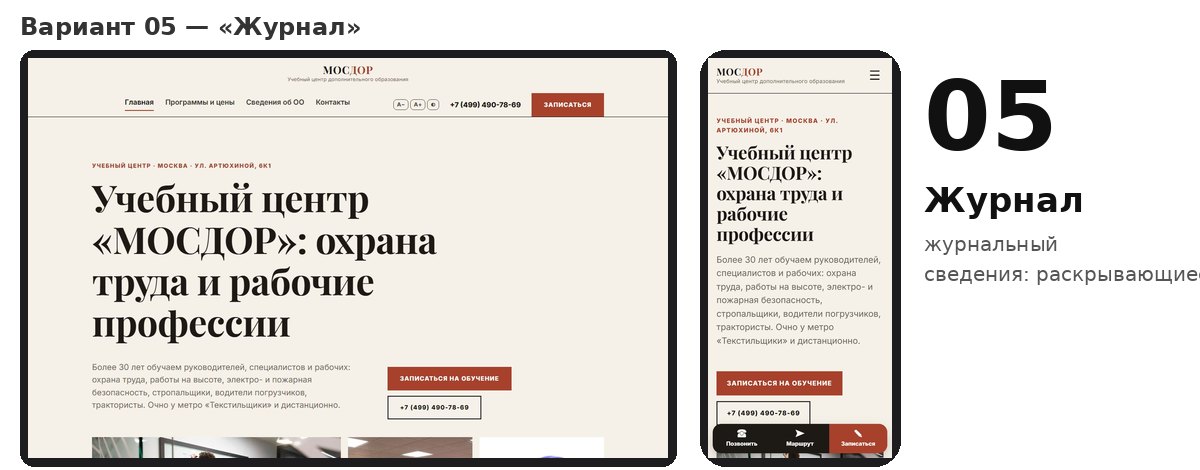 Вариант 05 — «Журнал»
МОСДОР
Учебный центр дополнительного образования
Главная Программы и цены Сведения об ОО Контакты A− A+ +7 (499) 490-78-69 ЗАПИСАТЬСЯ
УЧЕБНЫЙ ЦЕНТР · МОСКВА · УЛ. АРТЮХИНОЙ, 6К1
Учебный центр
«МОСДОР»: охрана
труда и рабочие
профессии
Более 30 лет обучаем руководителей, специалистов и рабочих:
охрана труда, работы на высоте, электро- и пожарная
безопасность, стропальщики, водители погрузчиков,
трактористы. Очно у метро «Текстильщики» и дистанционно.
ЗАПИСАТЬСЯ НА ОБУЧЕНИЕ
+7 (499) 490-78-69
МОСДОР
Учебный центр дополнительного образования
УЧЕБНЫЙ ЦЕНТР · МОСКВА · УЛ.
АРТЮХИНОЙ, 6К1
Учебный центр
«МОСДОР»:
охрана труда и
рабочие
профессии
Более 30 лет обучаем руководителей,
специалистов и рабочих: охрана
труда, работы на высоте, электро- и
пожарная безопасность,
стропальщики, водители погрузчиков,
трактористы. Очно у метро
«Текстильщики» и дистанционно.
ЗАПИСАТЬСЯ НА ОБУЧЕНИЕ
+7 (499) 490-78-69
Позвонить Маршрут Записаться
05
Журнал
журнальный
сведения: раскрывающие